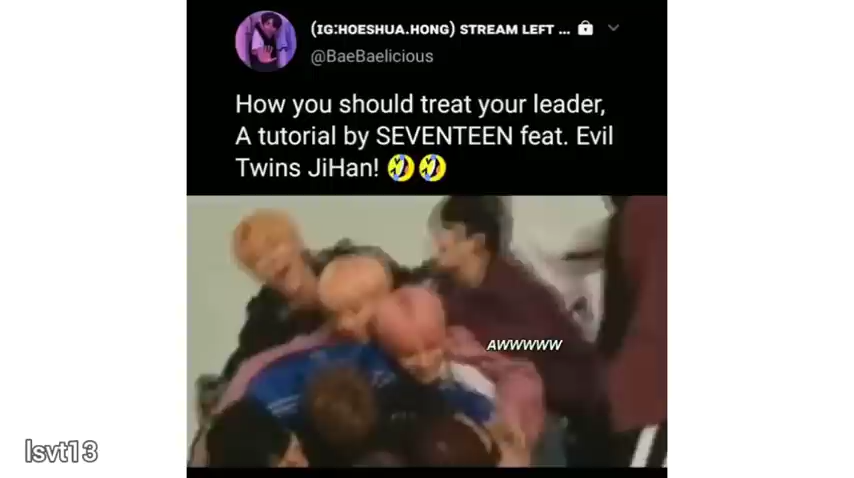 (IG:HOESHUA.HONG) STREAM LEFT ...
@BaeBaelicious
How you should treat your leader,
A tutorial by SEVENTEEN feat. Evil
Twins JiHan! 🤣🤣
AWWWWW
lsvt13